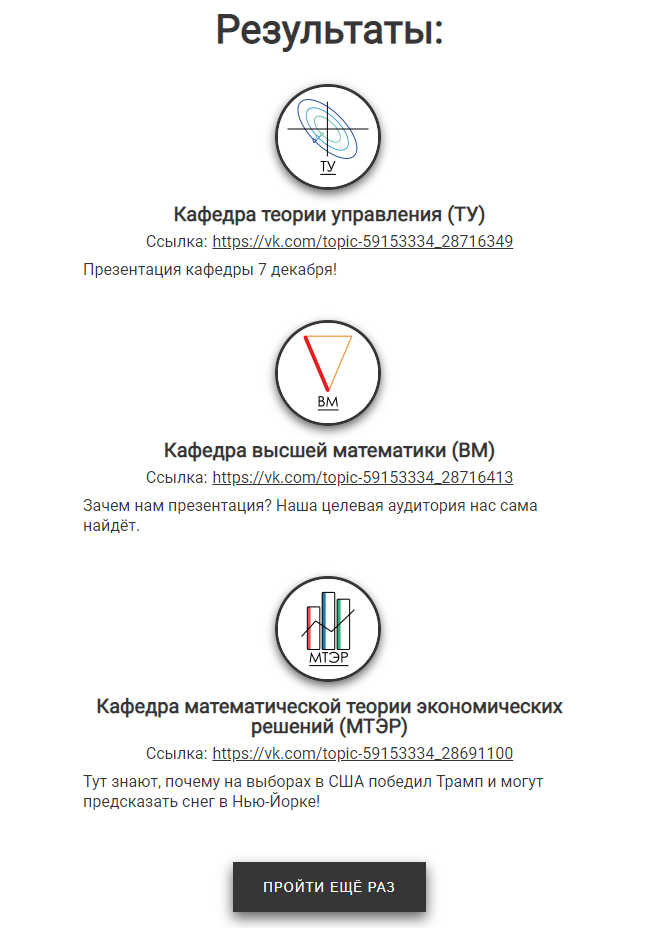 Результаты:
ТУ
Кафедра теории управления (ТУ)
Ссылка: https://vk.com/topic-59153334_28716349
Презентация кафедры 7 декабря!
ВМ
Кафедра высшей математики (ВМ)
Ссылка: https://vk.com/topic-59153334_28716413
Зачем нам презентация? Наша целевая аудитория нас сама
найдёт.
МТЭР
Кафедра математической теории экономических
решений (МТЭР)
Ссылка: https://vk.com/topic-59153334_28691100
Тут знают, почему на выборах в США победил Трамп и могут
предсказать снег в Нью-Йорке!
ПРОЙТИ ЕЩЁ РАЗ